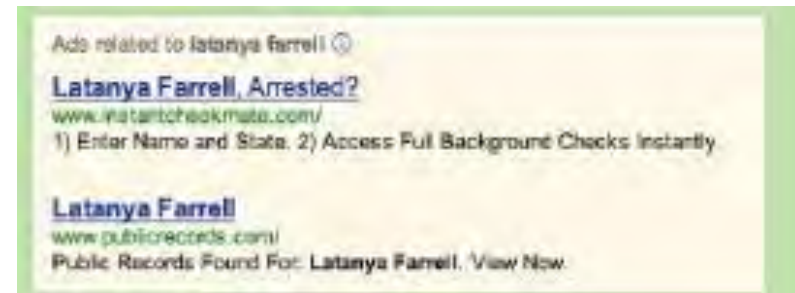 Ads related to latanya farrell ⓘ
Latanya Farrell, Arrested?
www.instantcheckmate.com/
1) Enter Name and State. 2) Access Full Background Checks Instantly.
Latanya Farrell
www.publicrecords.com/
Public Records Found For: Latanya Farrell. View Now.